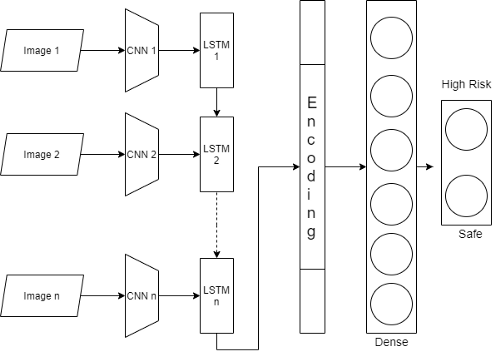 Image 1
CNN 1
LSTM
1
Image 2
CNN 2
LSTM
2
Image n
CNN n
LSTM
n
Encoding
Dense
High Risk
Safe